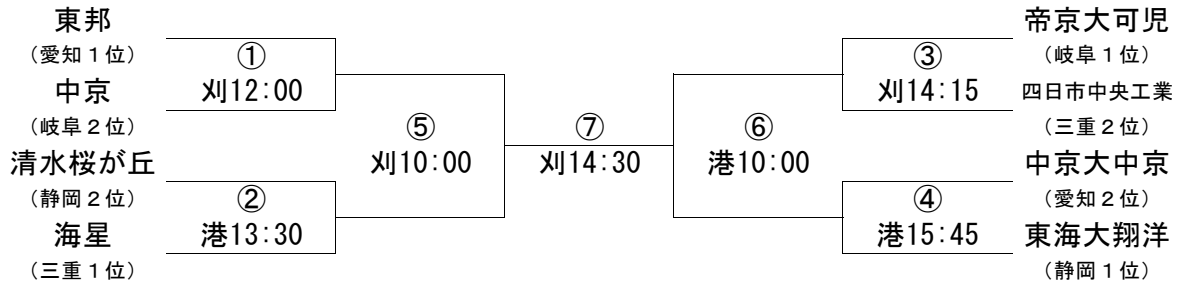 東邦
(愛知1位)
①
中京
刈12:00
(岐阜2位)
清水桜が丘
(静岡2位)
②
海星
港13:30
(三重1位)
⑤
刈10:00
⑦
刈14:30
⑥
港10:00
帝京大可児
(岐阜1位)
③
刈14:15
四日市中央工業
(三重2位)
中京大中京
(愛知2位)
④
港15:45
東海大翔洋
(静岡1位)